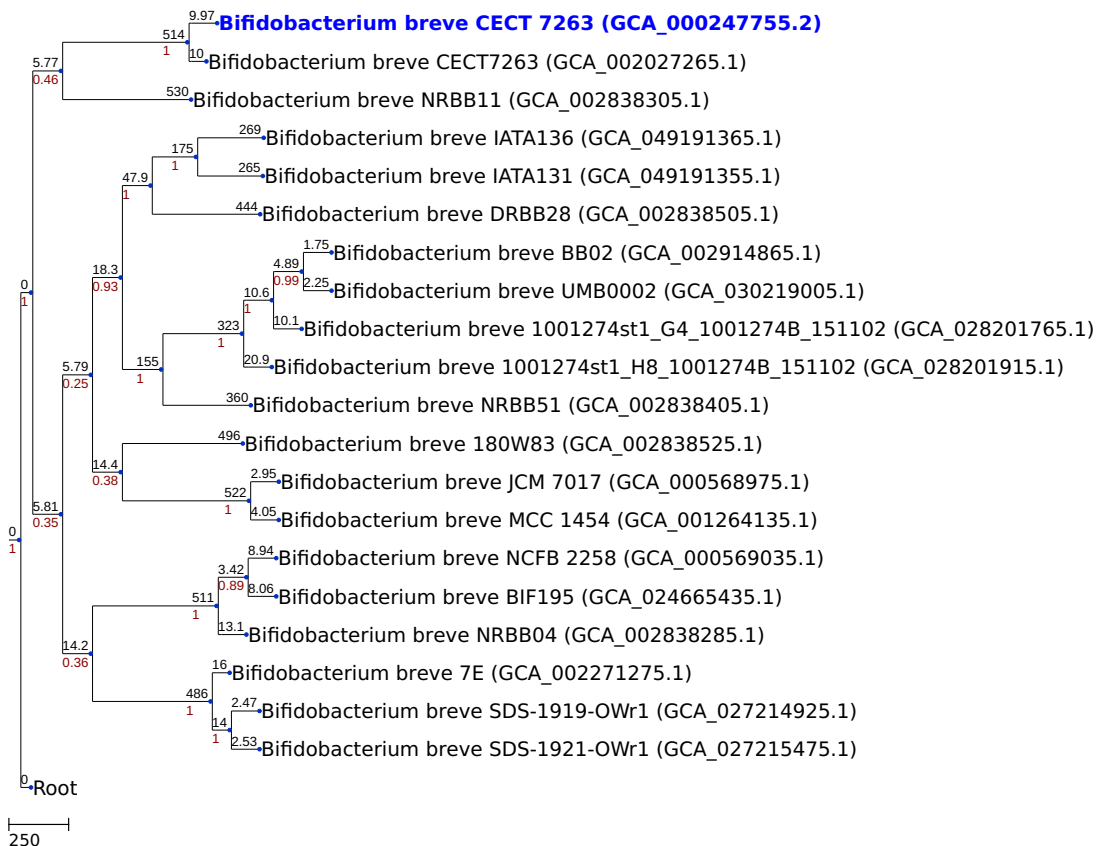 9.97
Bifidobacterium breve CECT 7263 (GCA_000247755.2)
514
1
10
Bifidobacterium breve CECT7263 (GCA_002027265.1)
5.77
0.46
530
Bifidobacterium breve NRBB11 (GCA_002838305.1)
269
Bifidobacterium breve IATA136 (GCA_049191365.1)
175
1
265
Bifidobacterium breve IATA131 (GCA_049191355.1)
47.9
1
444
Bifidobacterium breve DRBB28 (GCA_002838505.1)
1.75
Bifidobacterium breve BB02 (GCA_002914865.1)
18.3
0.93
4.89
0.99
0
1
2.25
Bifidobacterium breve UMB0002 (GCA_030219005.1)
10.6
1
10.1
Bifidobacterium breve 1001274st1_G4_1001274B_151102 (GCA_028201765.1)
323
1
20.9
Bifidobacterium breve 1001274st1_H8_1001274B_151102 (GCA_028201915.1)
5.79
0.25
155
1
360
Bifidobacterium breve NRBB51 (GCA_002838405.1)
496
Bifidobacterium breve 180W83 (GCA_002838525.1)
14.4
0.38
2.95
Bifidobacterium breve JCM 7017 (GCA_000568975.1)
522
1
5.81
0.35
4.05
Bifidobacterium breve MCC 1454 (GCA_001264135.1)
0
1
8.94
Bifidobacterium breve NCFB 2258 (GCA_000569035.1)
3.42
0.89
8.06
Bifidobacterium breve BIF195 (GCA_024665435.1)
511
1
13.1
Bifidobacterium breve NRBB04 (GCA_002838285.1)
14.2
0.36
16
Bifidobacterium breve 7E (GCA_002271275.1)
486
1
2.47
Bifidobacterium breve SDS-1919-OWr1 (GCA_027214925.1)
14
1
2.53
Bifidobacterium breve SDS-1921-OWr1 (GCA_027215475.1)
0
Root
250